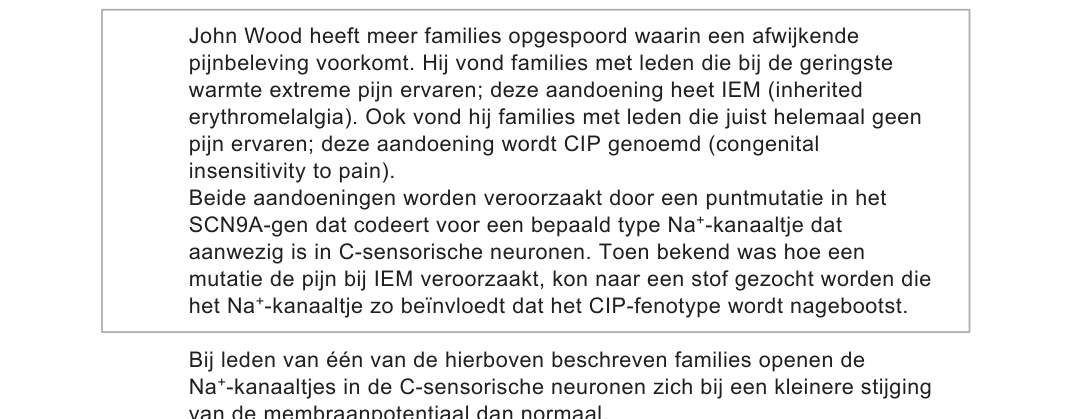 John Wood heeft meer families opgespoord waarin een afwijkende
pijnbeleving voorkomt. Hij vond families met leden die bij de geringste
warmte extreme pijn ervaren; deze aandoening heet IEM (inherited
erythromelalgia). Ook vond hij families met leden die juist helemaal geen
pijn ervaren; deze aandoening wordt CIP genoemd (congenital
insensitivity to pain).
Beide aandoeningen worden veroorzaakt door een puntmutatie in het
SCN9A-gen dat codeert voor een bepaald type Na⁺-kanaaltje dat
aanwezig is in C-sensorische neuronen. Toen bekend was hoe een
mutatie de pijn bij IEM veroorzaakt, kon naar een stof gezocht worden die
het Na⁺-kanaaltje zo beïnvloedt dat het CIP-fenotype wordt nagebootst.
Bij leden van één van de hierboven beschreven families openen de
Na⁺-kanaaltjes in de C-sensorische neuronen zich bij een kleinere stijging
van de membraanpotentiaal dan normaal.